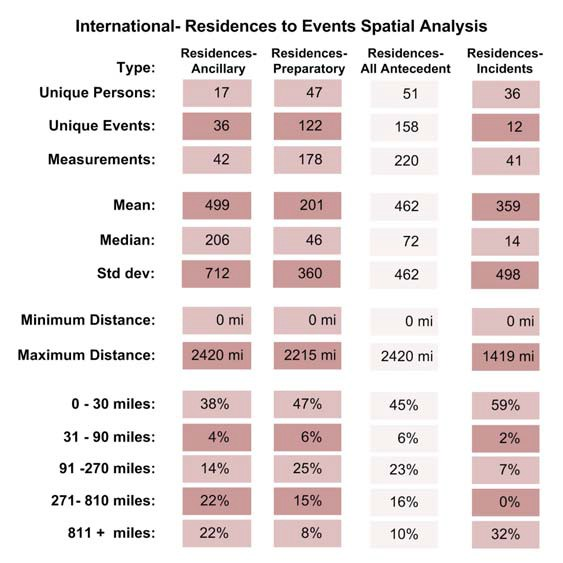 International- Residences to Events Spatial Analysis
Type: Residences- Ancillary Residences- Preparatory Residences- All Antecedent Residences- Incidents
Unique Persons: 17 47 51 36
Unique Events: 36 122 158 12
Measurements: 42 178 220 41
Mean: 499 201 462 359
Median: 206 46 72 14
Std dev: 712 360 462 498
Minimum Distance: 0 mi 0 mi 0 mi 0 mi
Maximum Distance: 2420 mi 2215 mi 2420 mi 1419 mi
0 - 30 miles: 38% 47% 45% 59%
31 - 90 miles: 4% 6% 6% 2%
91 -270 miles: 14% 25% 23% 7%
271- 810 miles: 22% 15% 16% 0%
811 + miles: 22% 8% 10% 32%